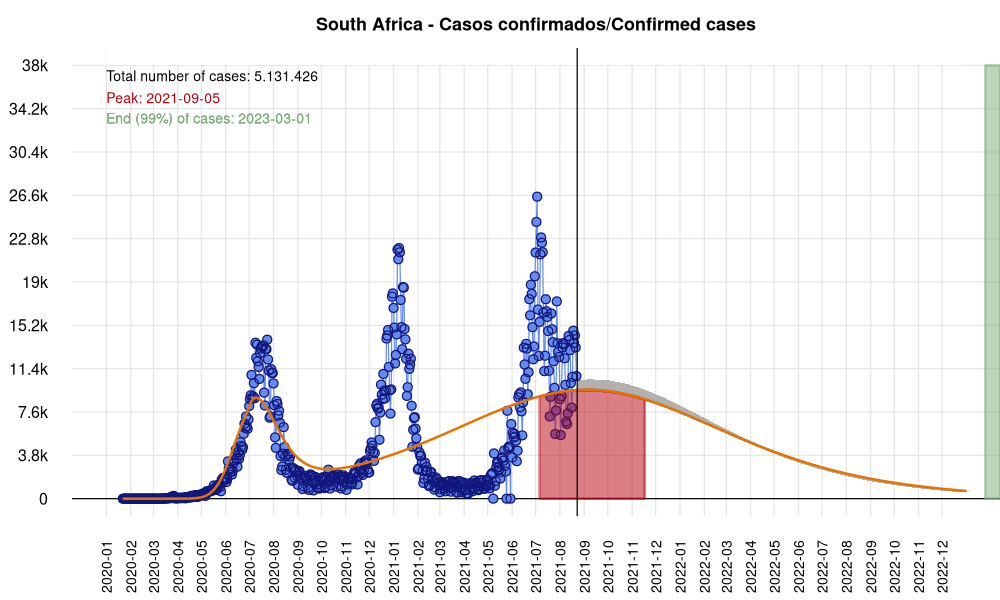 South Africa - Casos confirmados/Confirmed cases
Total number of cases: 5.131.426
Peak: 2021-09-05
End (99%) of cases: 2023-03-01
38k
34.2k
30.4k
26.6k
22.8k
19k
15.2k
11.4k
7.6k
3.8k
0
2020-01
2020-02
2020-03
2020-04
2020-05
2020-06
2020-07
2020-08
2020-09
2020-10
2020-11
2020-12
2021-01
2021-02
2021-03
2021-04
2021-05
2021-06
2021-07
2021-08
2021-09
2021-10
2021-11
2021-12
2022-01
2022-02
2022-03
2022-04
2022-05
2022-06
2022-07
2022-08
2022-09
2022-10
2022-11
2022-12